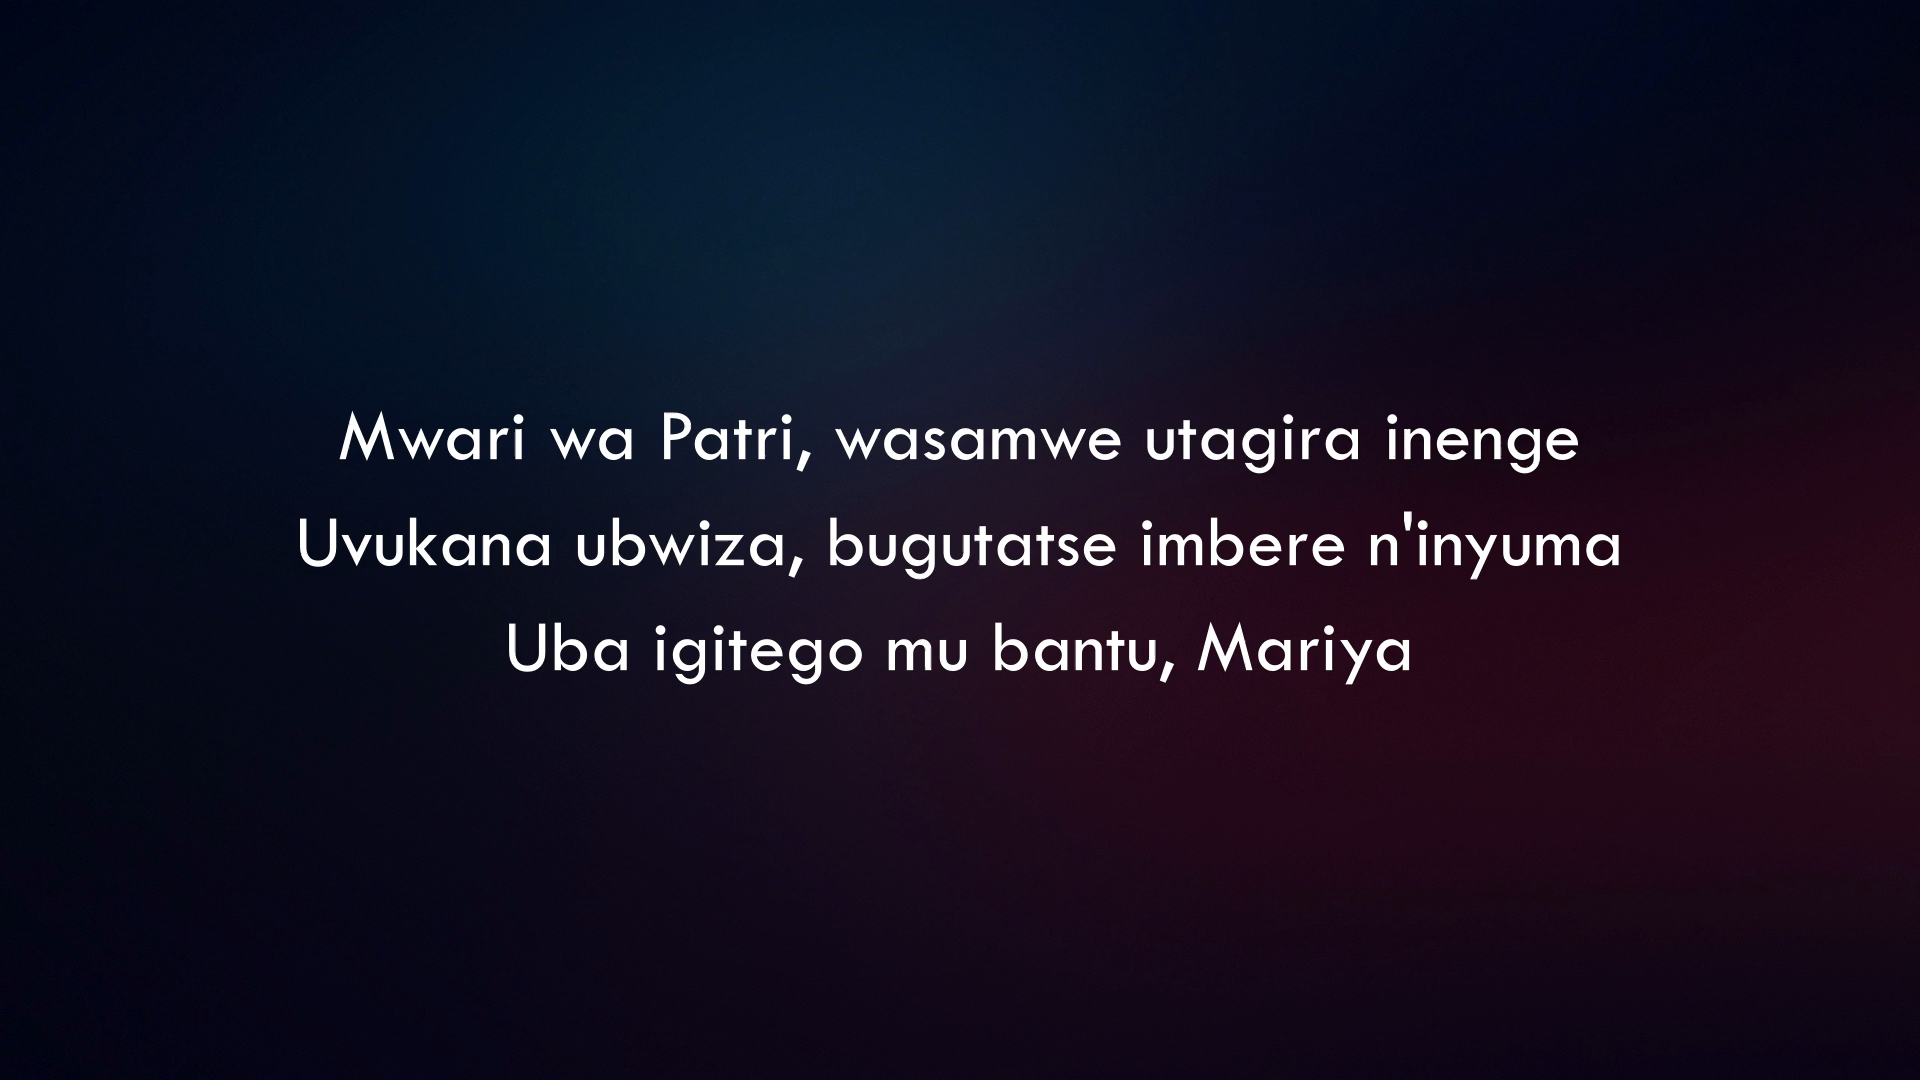 Mwari wa Patri, wasamwe utagira inenge
Uvukana ubwiza, bugutatse imbere n'inyuma
Uba igitego mu bantu, Mariya